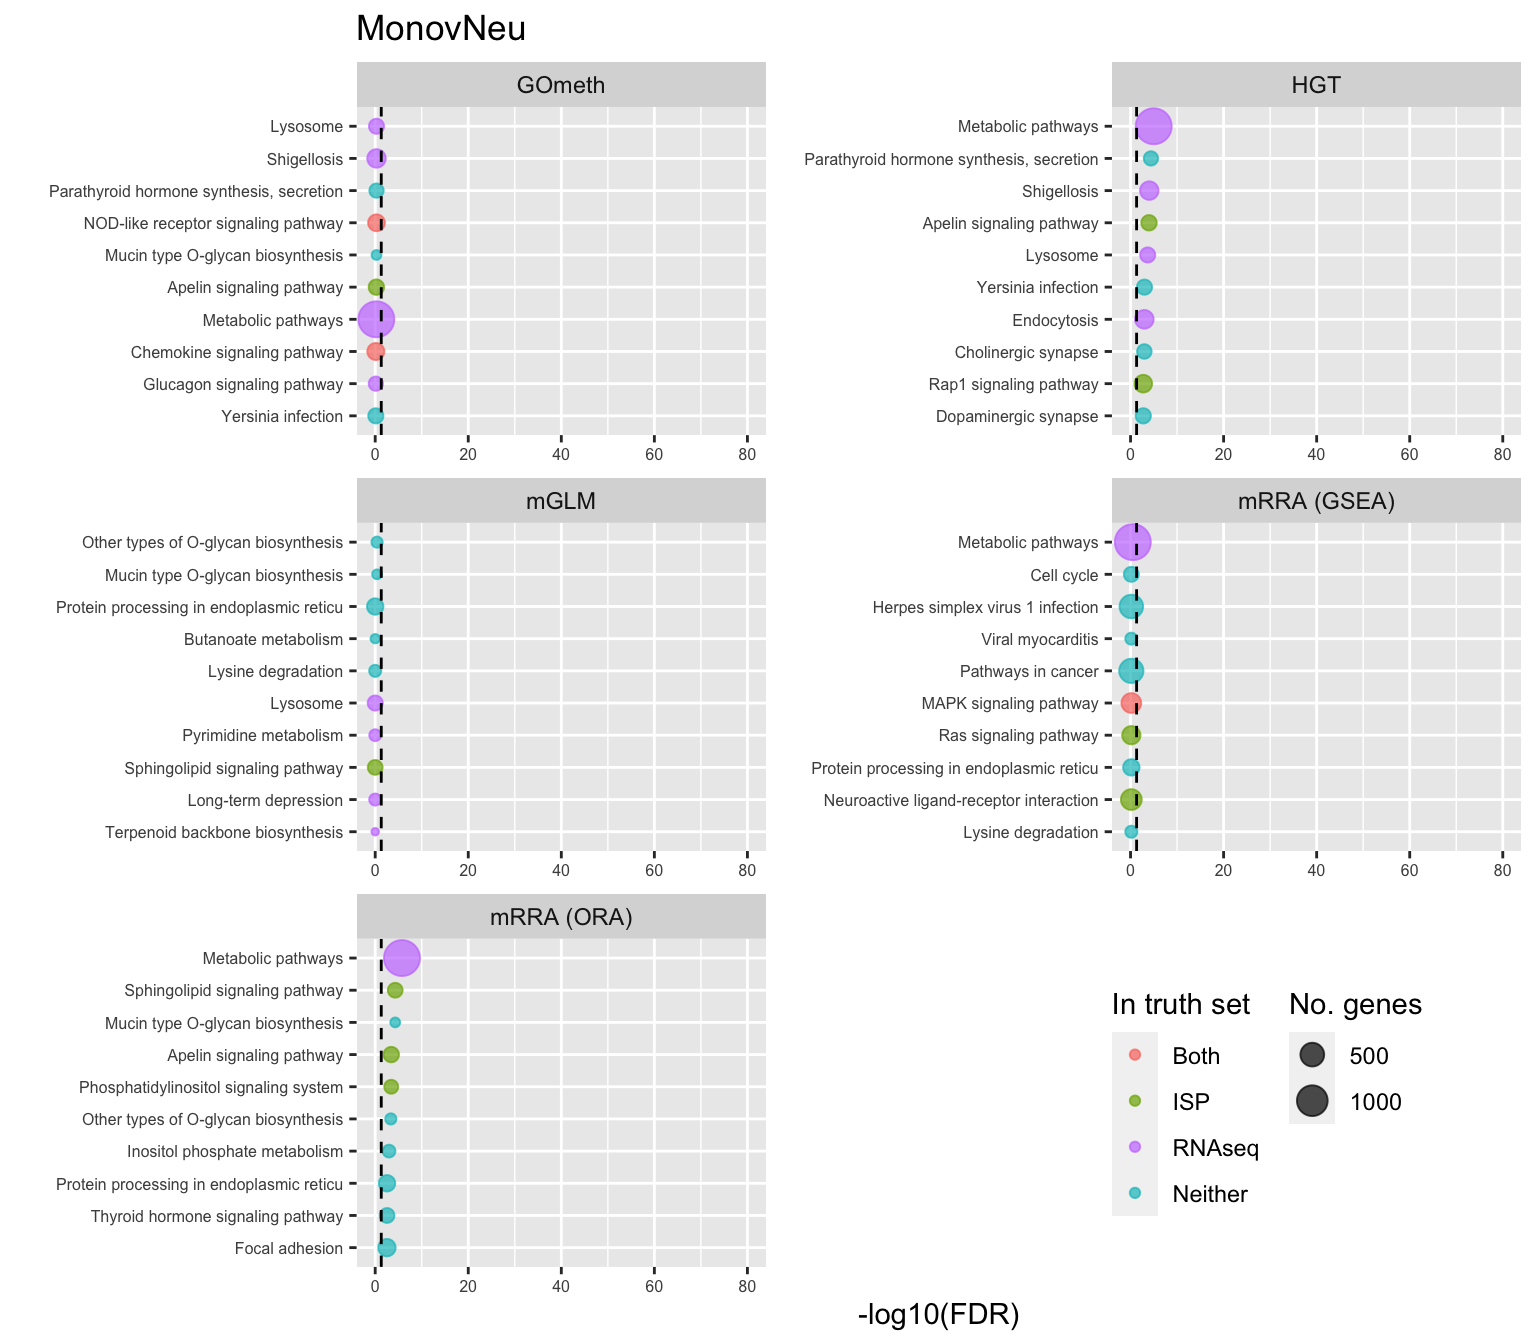 MonovNeu
GOmeth
Lysosome
Shigellosis
Parathyroid hormone synthesis, secretion
NOD-like receptor signaling pathway
Mucin type O-glycan biosynthesis
Apelin signaling pathway
Metabolic pathways
Chemokine signaling pathway
Glucagon signaling pathway
Yersinia infection
0 20 40 60 80
HGT
Metabolic pathways
Parathyroid hormone synthesis, secretion
Shigellosis
Apelin signaling pathway
Lysosome
Yersinia infection
Endocytosis
Cholinergic synapse
Rap1 signaling pathway
Dopaminergic synapse
0 20 40 60 80
mGLM
Other types of O-glycan biosynthesis
Mucin type O-glycan biosynthesis
Protein processing in endoplasmic reticu
Butanoate metabolism
Lysine degradation
Lysosome
Pyrimidine metabolism
Sphingolipid signaling pathway
Long-term depression
Terpenoid backbone biosynthesis
0 20 40 60 80
mRRA (GSEA)
Metabolic pathways
Cell cycle
Herpes simplex virus 1 infection
Viral myocarditis
Pathways in cancer
MAPK signaling pathway
Ras signaling pathway
Protein processing in endoplasmic reticu
Neuroactive ligand-receptor interaction
Lysine degradation
0 20 40 60 80
mRRA (ORA)
Metabolic pathways
Sphingolipid signaling pathway
Mucin type O-glycan biosynthesis
Apelin signaling pathway
Phosphatidylinositol signaling system
Other types of O-glycan biosynthesis
Inositol phosphate metabolism
Protein processing in endoplasmic reticu
Thyroid hormone signaling pathway
Focal adhesion
0 20 40 60 80
In truth set
Both
ISP
RNAseq
Neither
No. genes
500
1000
-log10(FDR)